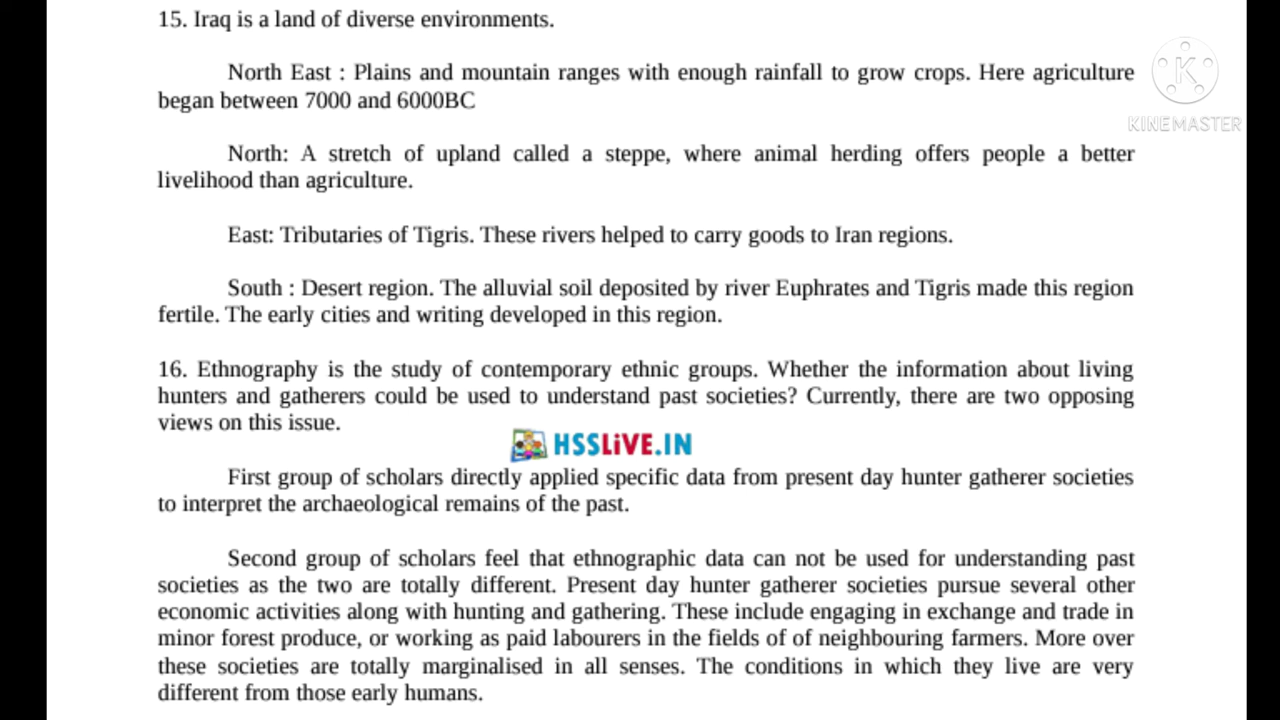 15. Iraq is a land of diverse environments.
North East : Plains and mountain ranges with enough rainfall to grow crops. Here agriculture
began between 7000 and 6000BC
North: A stretch of upland called a steppe, where animal herding offers people a better
livelihood than agriculture.
East: Tributaries of Tigris. These rivers helped to carry goods to Iran regions.
South : Desert region. The alluvial soil deposited by river Euphrates and Tigris made this region
fertile. The early cities and writing developed in this region.
16. Ethnography is the study of contemporary ethnic groups. Whether the information about living
hunters and gatherers could be used to understand past societies? Currently, there are two opposing
views on this issue.
HSSLiVE.IN
First group of scholars directly applied specific data from present day hunter gatherer societies
to interpret the archaeological remains of the past.
Second group of scholars feel that ethnographic data can not be used for understanding past
societies as the two are totally different. Present day hunter gatherer societies pursue several other
economic activities along with hunting and gathering. These include engaging in exchange and trade in
minor forest produce, or working as paid labourers in the fields of of neighbouring farmers. More over
these societies are totally marginalised in all senses. The conditions in which they live are very
different from those early humans.
K
KINEMASTER